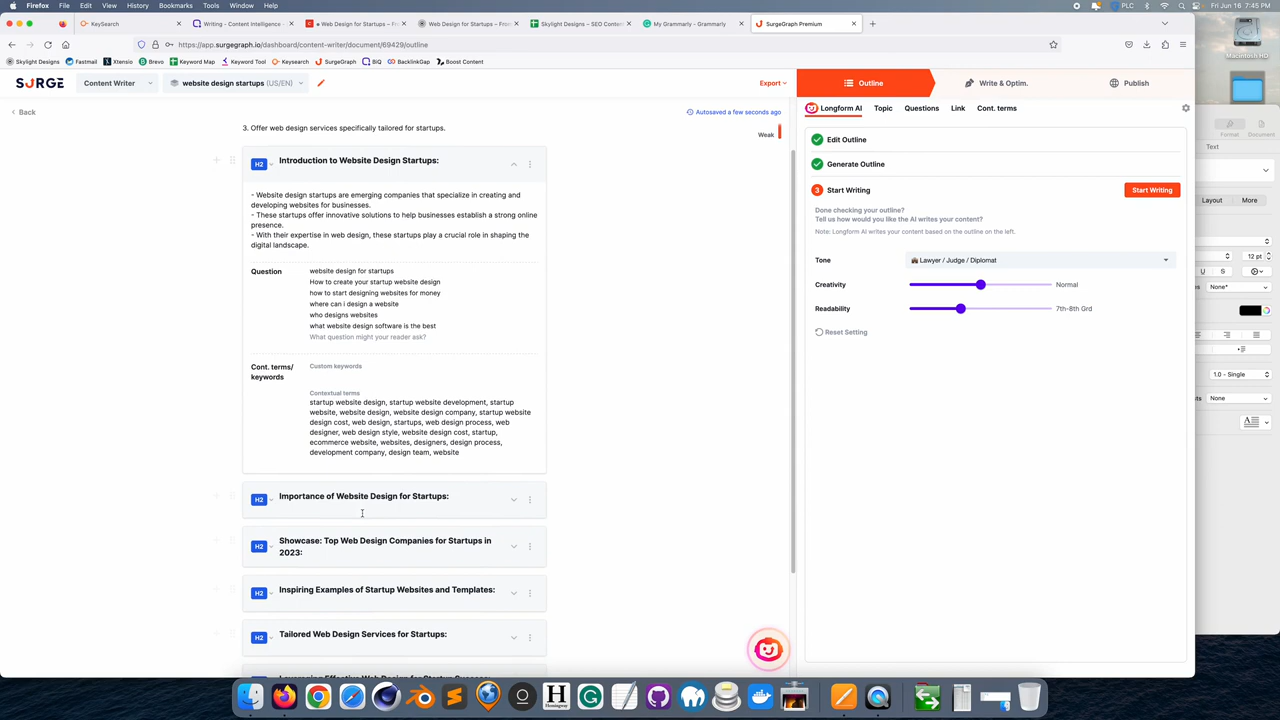 Firefox File Edit View History Bookmarks Tools Window Help PLC Fri Jun 16 7:45 PM
KeySearch Writing - Content Intelligence - Web Design for Startups – Fro Web Design for Startups – Fron Skylight Designs – SEO Conten My Grammarly - Grammarly SurgeGraph Premium
https://app.surgegraph.io/dashboard/content-writer/document/69429/outline
Skylight Designs Fastmail Xtensio Brevo Keyword Map Keyword Tool Keysearch SurgeGraph BiQ BacklinkGap Boost Content
Macintosh HD
SURGE Content Writer website design startups (US/EN) Export Outline Write & Optim. Publish
Back
Autosaved a few seconds ago
Longform AI Topic Questions Link Cont. terms
3. Offer web design services specifically tailored for startups.
Weak
Format Document
Text
Edit Outline
H2 Introduction to Website Design Startups:
Generate Outline
3 Start Writing Start Writing
- Website design startups are emerging companies that specialize in creating and
developing websites for businesses.
- These startups offer innovative solutions to help businesses establish a strong online
presence.
- With their expertise in web design, these startups play a crucial role in shaping the
digital landscape.
Done checking your outline?
Tell us how would you like the AI writes your content?
Note: Longform AI writes your content based on the outline on the left.
Layout More
Tone Lawyer / Judge / Diplomat
12 pt
Creativity Normal
U S
None*
Readability 7th-8th Grd
Reset Setting
Question website design for startups
How to create your startup website design
how to start designing websites for money
where can i design a website
who designs websites
what website design software is the best
What question might your reader ask?
Cont. terms/
keywords
Custom keywords
Contextual terms
startup website design, startup website development, startup
website, website design, website design company, startup website
design cost, web design, startups, web design process, web
designer, web design style, website design cost, startup,
ecommerce website, websites, designers, design process,
development company, design team, website
1.0 - Single
None
H2 Importance of Website Design for Startups:
H2 Showcase: Top Web Design Companies for Startups in
2023:
H2 Inspiring Examples of Startup Websites and Templates:
H2 Tailored Web Design Services for Startups: